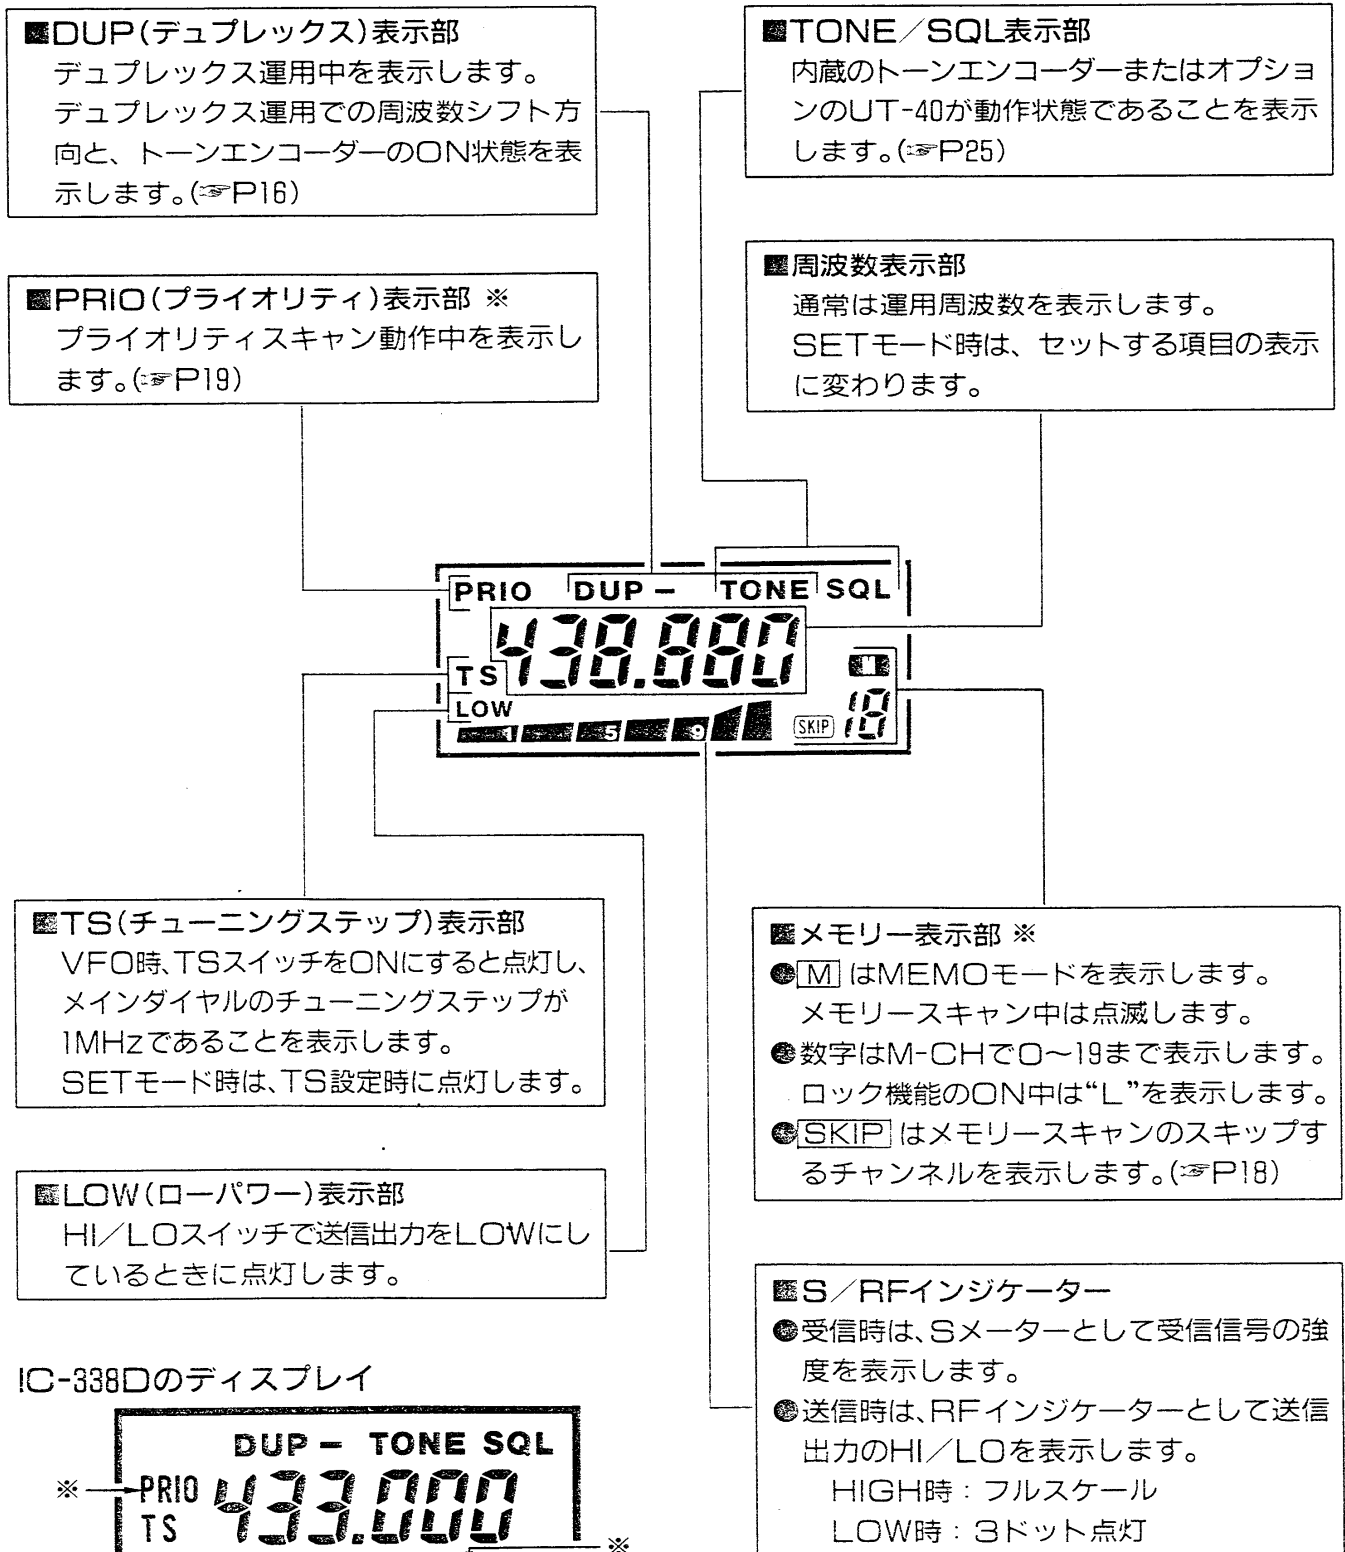 ■DUP(デュプレックス)表示部
デュプレックス運用中を表示します。
デュプレックス運用での周波数シフト方
向と、トーンエンコーダーのON状態を表
示します。(☞P16)
■PRIO(プライオリティ)表示部 ※
プライオリティスキャン動作中を表示し
ます。(☞P19)
■TONE／SQL表示部
内蔵のトーンエンコーダーまたはオプショ
ンのUT-40が動作状態であることを表示
します。(☞P25)
■周波数表示部
通常は運用周波数を表示します。
SETモード時は、セットする項目の表示
に変わります。
PRIO DUP – TONE SQL
438.880
TS
M
LOW
1 5 9 SKIP 18
■TS(チューニングステップ)表示部
VFO時、TSスイッチをONにすると点灯し、
メインダイヤルのチューニングステップが
1MHzであることを表示します。
SETモード時は、TS設定時に点灯します。
■LOW(ローパワー)表示部
HI／LOスイッチで送信出力をLOWにし
ているときに点灯します。
■メモリー表示部 ※
●M はMEMOモードを表示します。
メモリースキャン中は点滅します。
●数字はM-CHで0～19まで表示します。
ロック機能のON中は“L”を表示します。
●SKIP はメモリースキャンのスキップす
るチャンネルを表示します。(☞P18)
■S／RFインジケーター
●受信時は、Sメーターとして受信信号の強
度を表示します。
●送信時は、RFインジケーターとして送信
出力のHI／LOを表示します。
HIGH時：フルスケール
LOW時：3ドット点灯
IC-338Dのディスプレイ
DUP – TONE SQL
※ PRIO 433.000
TS
※